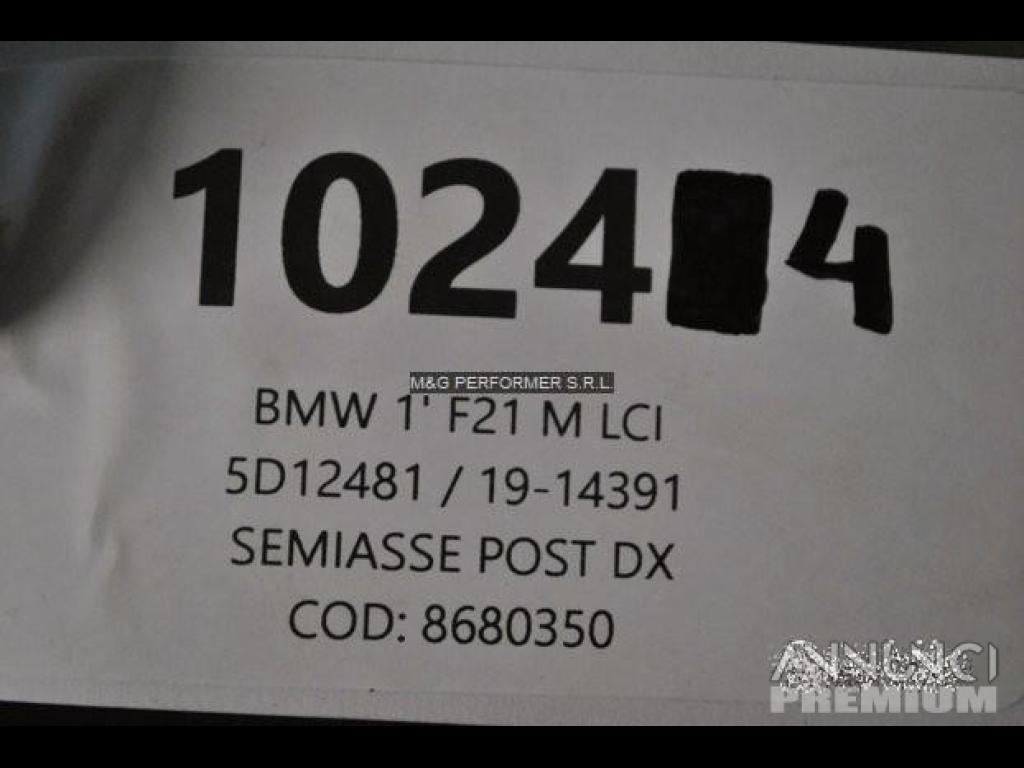 1024 4
M&G PERFORMER S.R.L.
BMW 1' F21 M LCI
5D12481 / 19-14391
SEMIASSE POST DX
COD: 8680350
ANNUNCI
PREMIUM